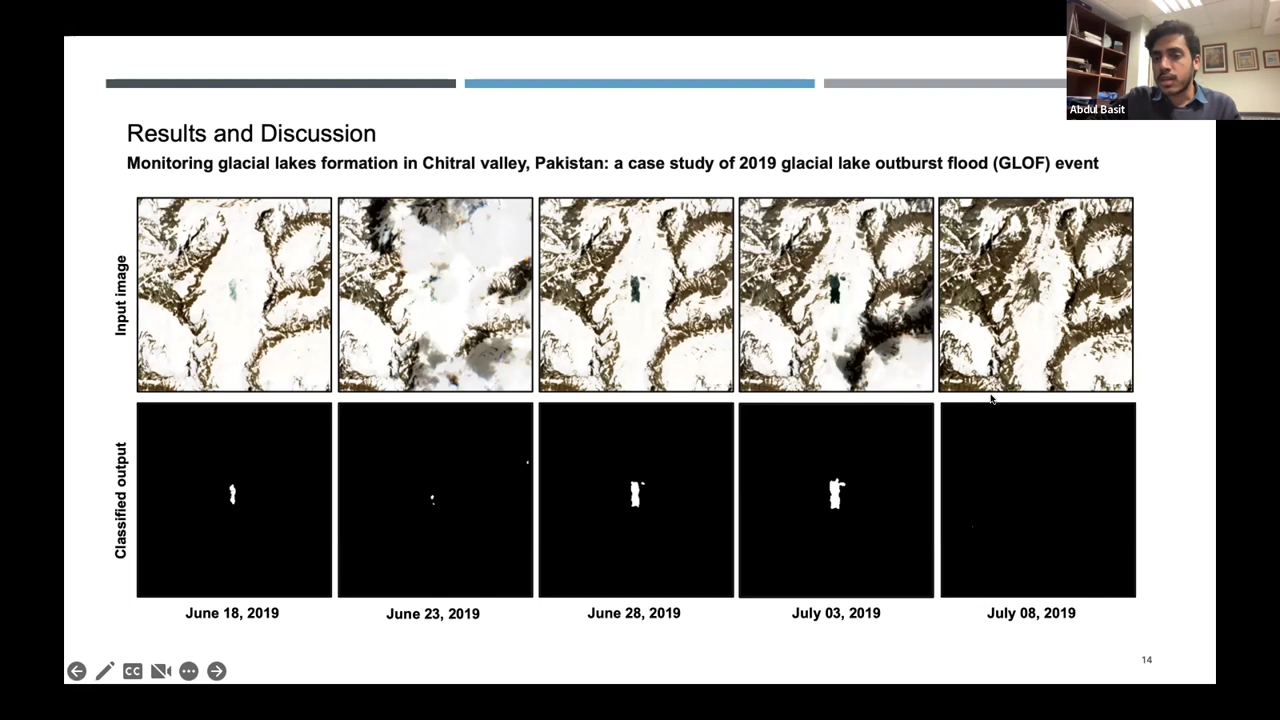 Abdul Basit
Results and Discussion
Monitoring glacial lakes formation in Chitral valley, Pakistan: a case study of 2019 glacial lake outburst flood (GLOF) event
Input image
Classified output
June 18, 2019
June 23, 2019
June 28, 2019
July 03, 2019
July 08, 2019
14
CC